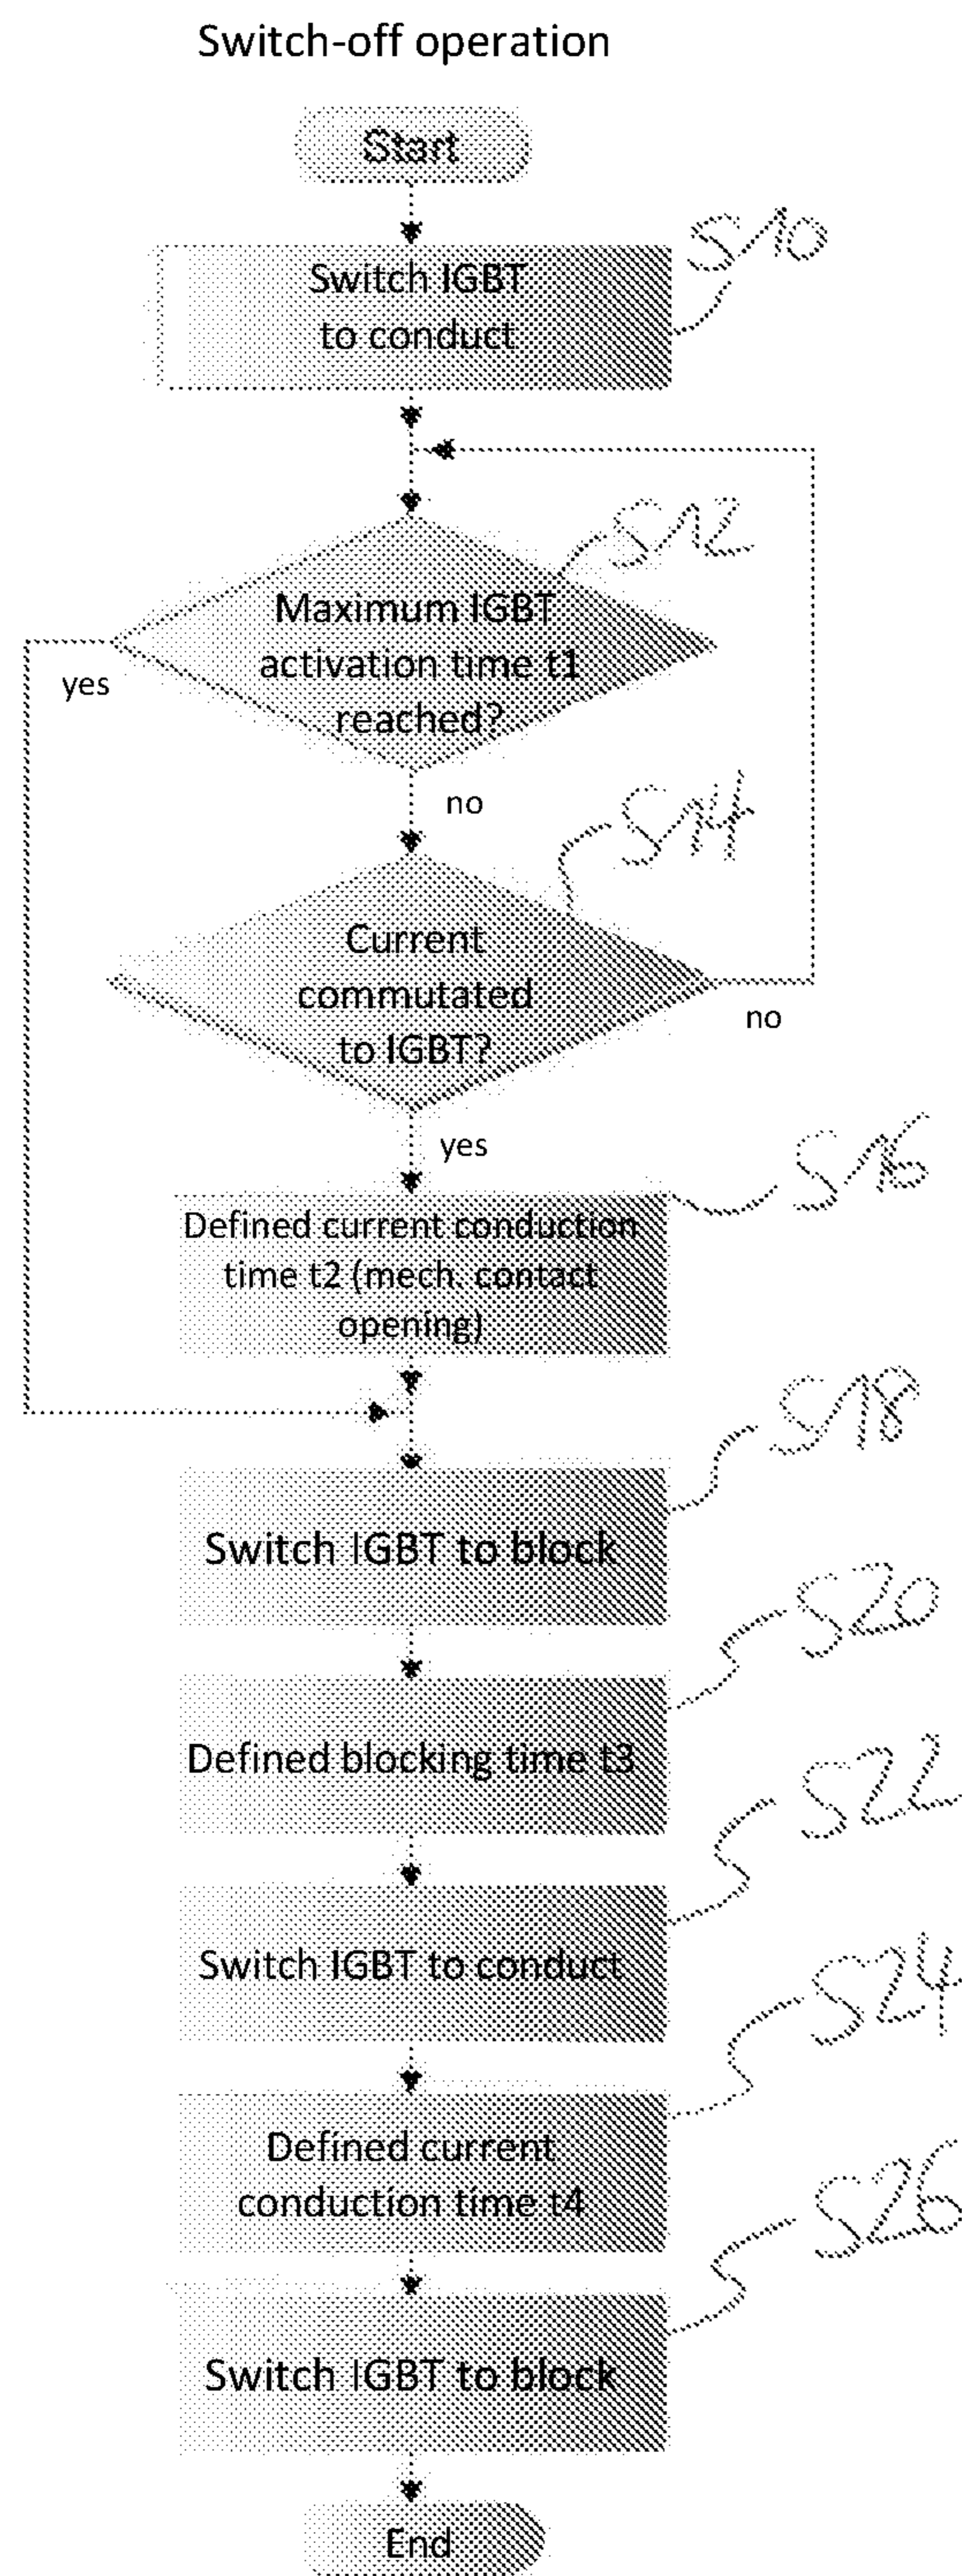 Switch-off operation
Start
S10
Switch IGBT
to conduct
S12
Maximum IGBT
activation time t1
reached?
yes
no
S14
Current
commutated
to IGBT?
no
yes
S16
Defined current conduction
time t2 (mech. contact
opening)
S18
Switch IGBT to block
S20
Defined blocking time t3
S22
Switch IGBT to conduct
S24
Defined current
conduction time t4
S26
Switch IGBT to block
End